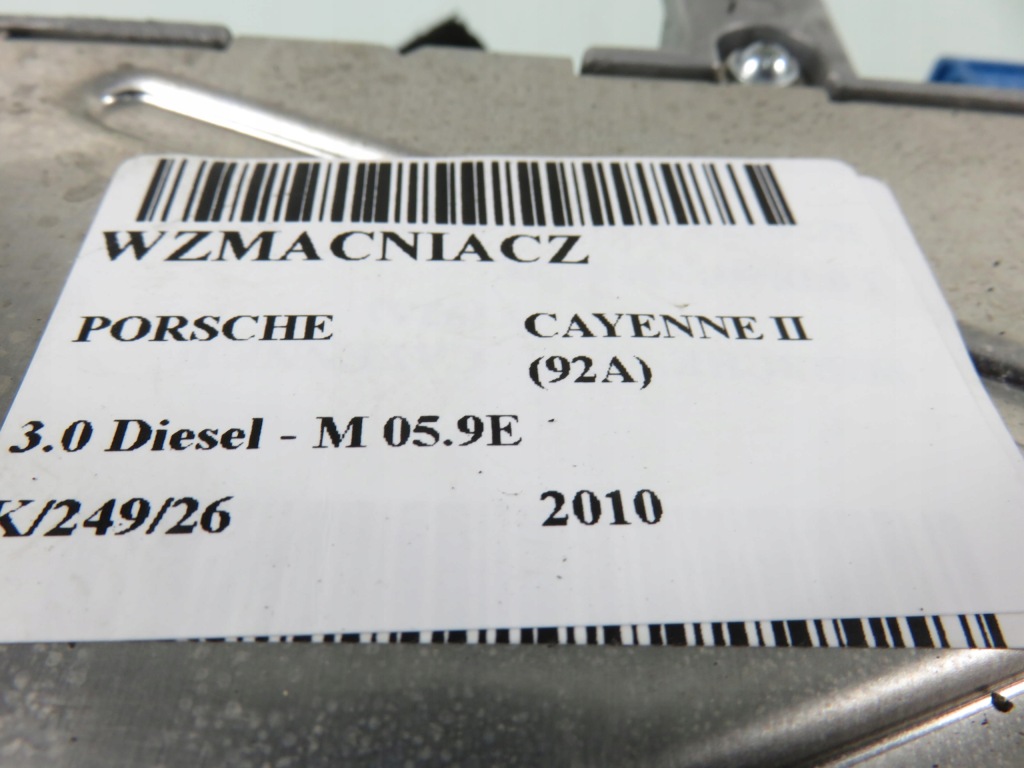 WZMACNIACZ
PORSCHE CAYENNE II
(92A)
3.0 Diesel - M 05.9E
K/249/26 2010